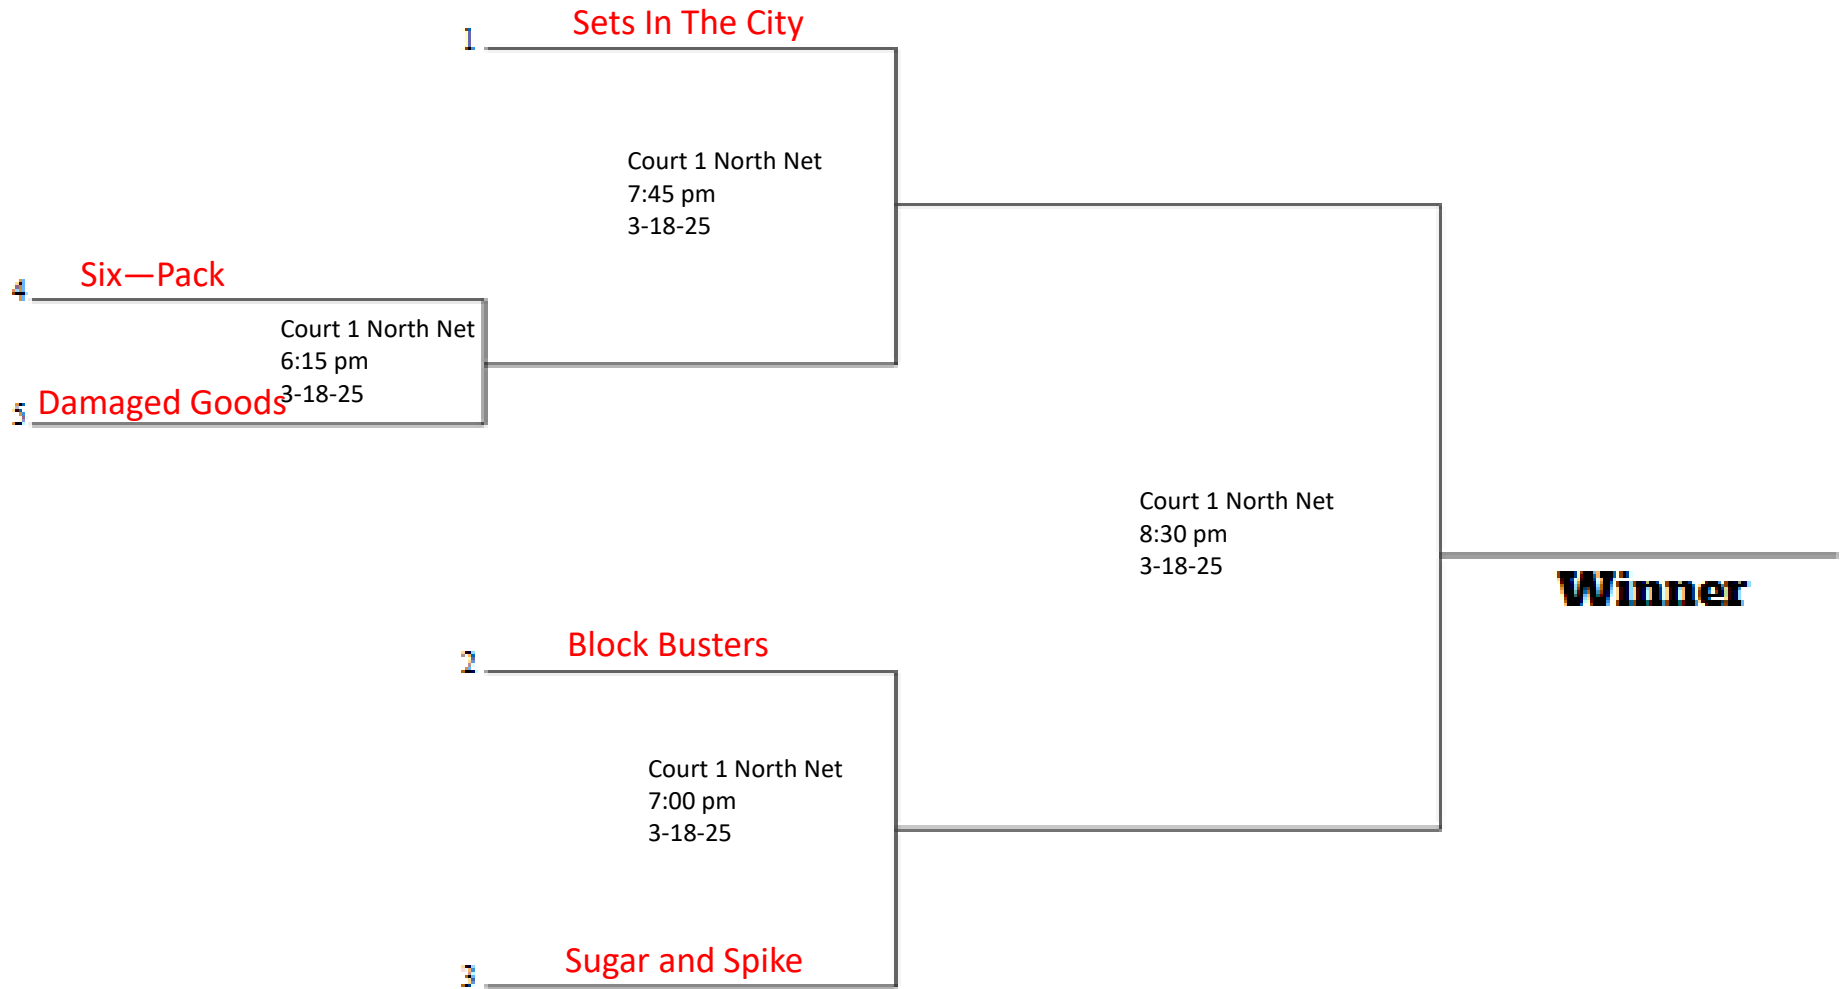 1 Sets In The City
Court 1 North Net
7:45 pm
3-18-25
4 Six—Pack
Court 1 North Net
6:15 pm
3-18-25
5 Damaged Goods
Court 1 North Net
8:30 pm
3-18-25
Winner
2 Block Busters
Court 1 North Net
7:00 pm
3-18-25
3 Sugar and Spike